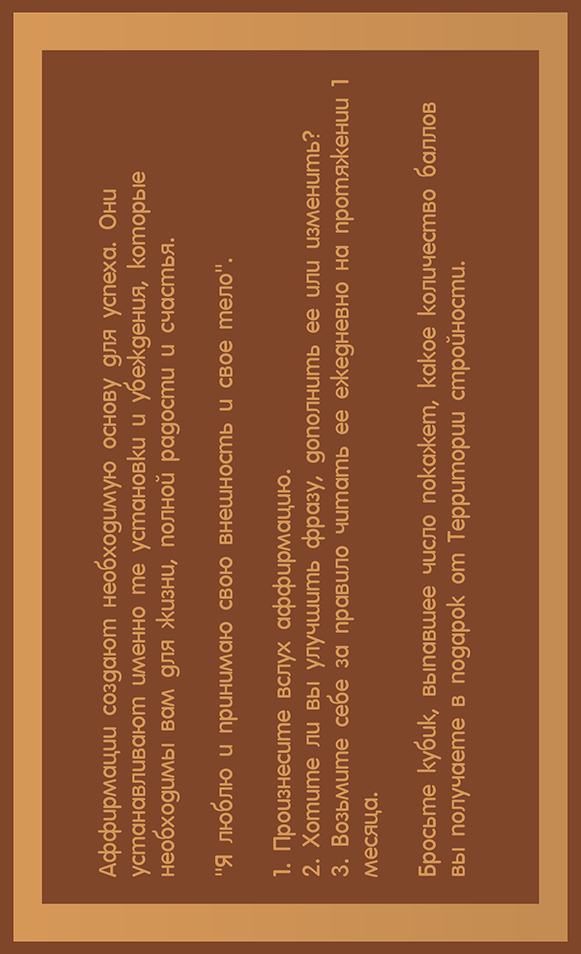 Аффирмации создают необходимую основу для успеха. Они
устанавливают именно те установки и убеждения, которые
необходимы вам для жизни, полной радости и счастья.
"Я люблю и принимаю свою внешность и свое тело".
1. Произнесите вслух аффирмацию.
2. Хотите ли вы улучшить фразу, дополнить ее или изменить?
3. Возьмите себе за правило читать ее ежедневно на протяжении 1
месяца.
Бросьте кубик, выпавшее число покажет, какое количество баллов
вы получаете в подарок от Территории стройности.